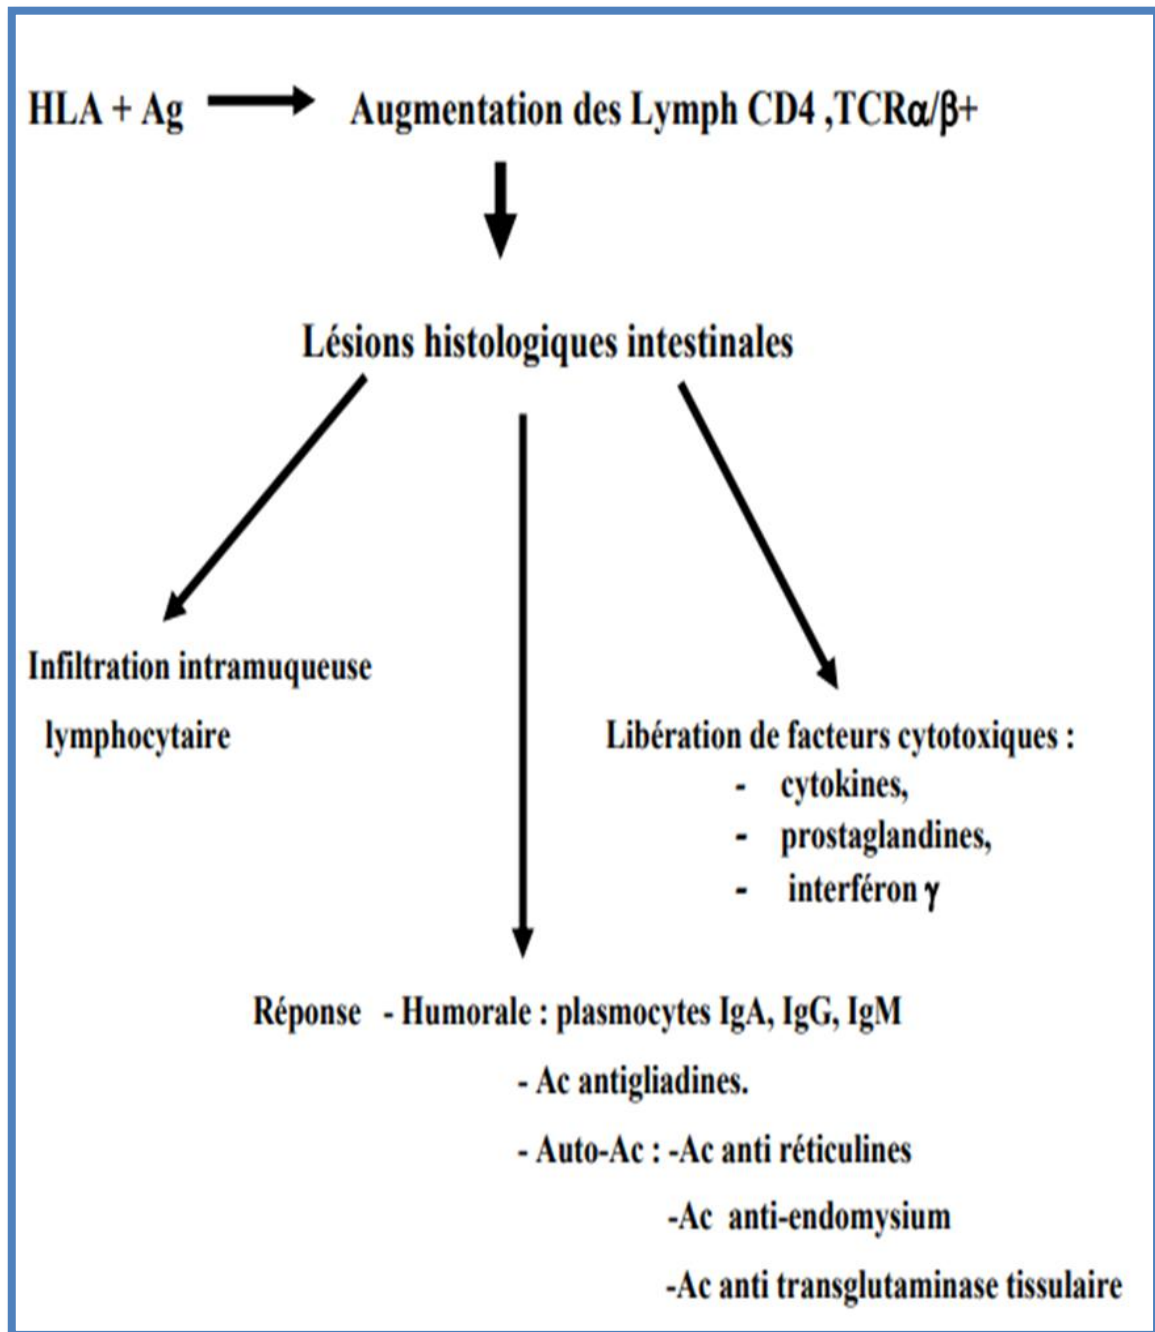 HLA + Ag
Augmentation des Lymph CD4 ,TCRα/β+
Lésions histologiques intestinales
Infiltration intramuqueuse
lymphocytaire
Libération de facteurs cytotoxiques :
- cytokines,
- prostaglandines,
- interféron γ
Réponse - Humorale : plasmocytes IgA, IgG, IgM
- Ac antigliadines.
- Auto-Ac : -Ac anti réticulines
-Ac anti-endomysium
-Ac anti transglutaminase tissulaire